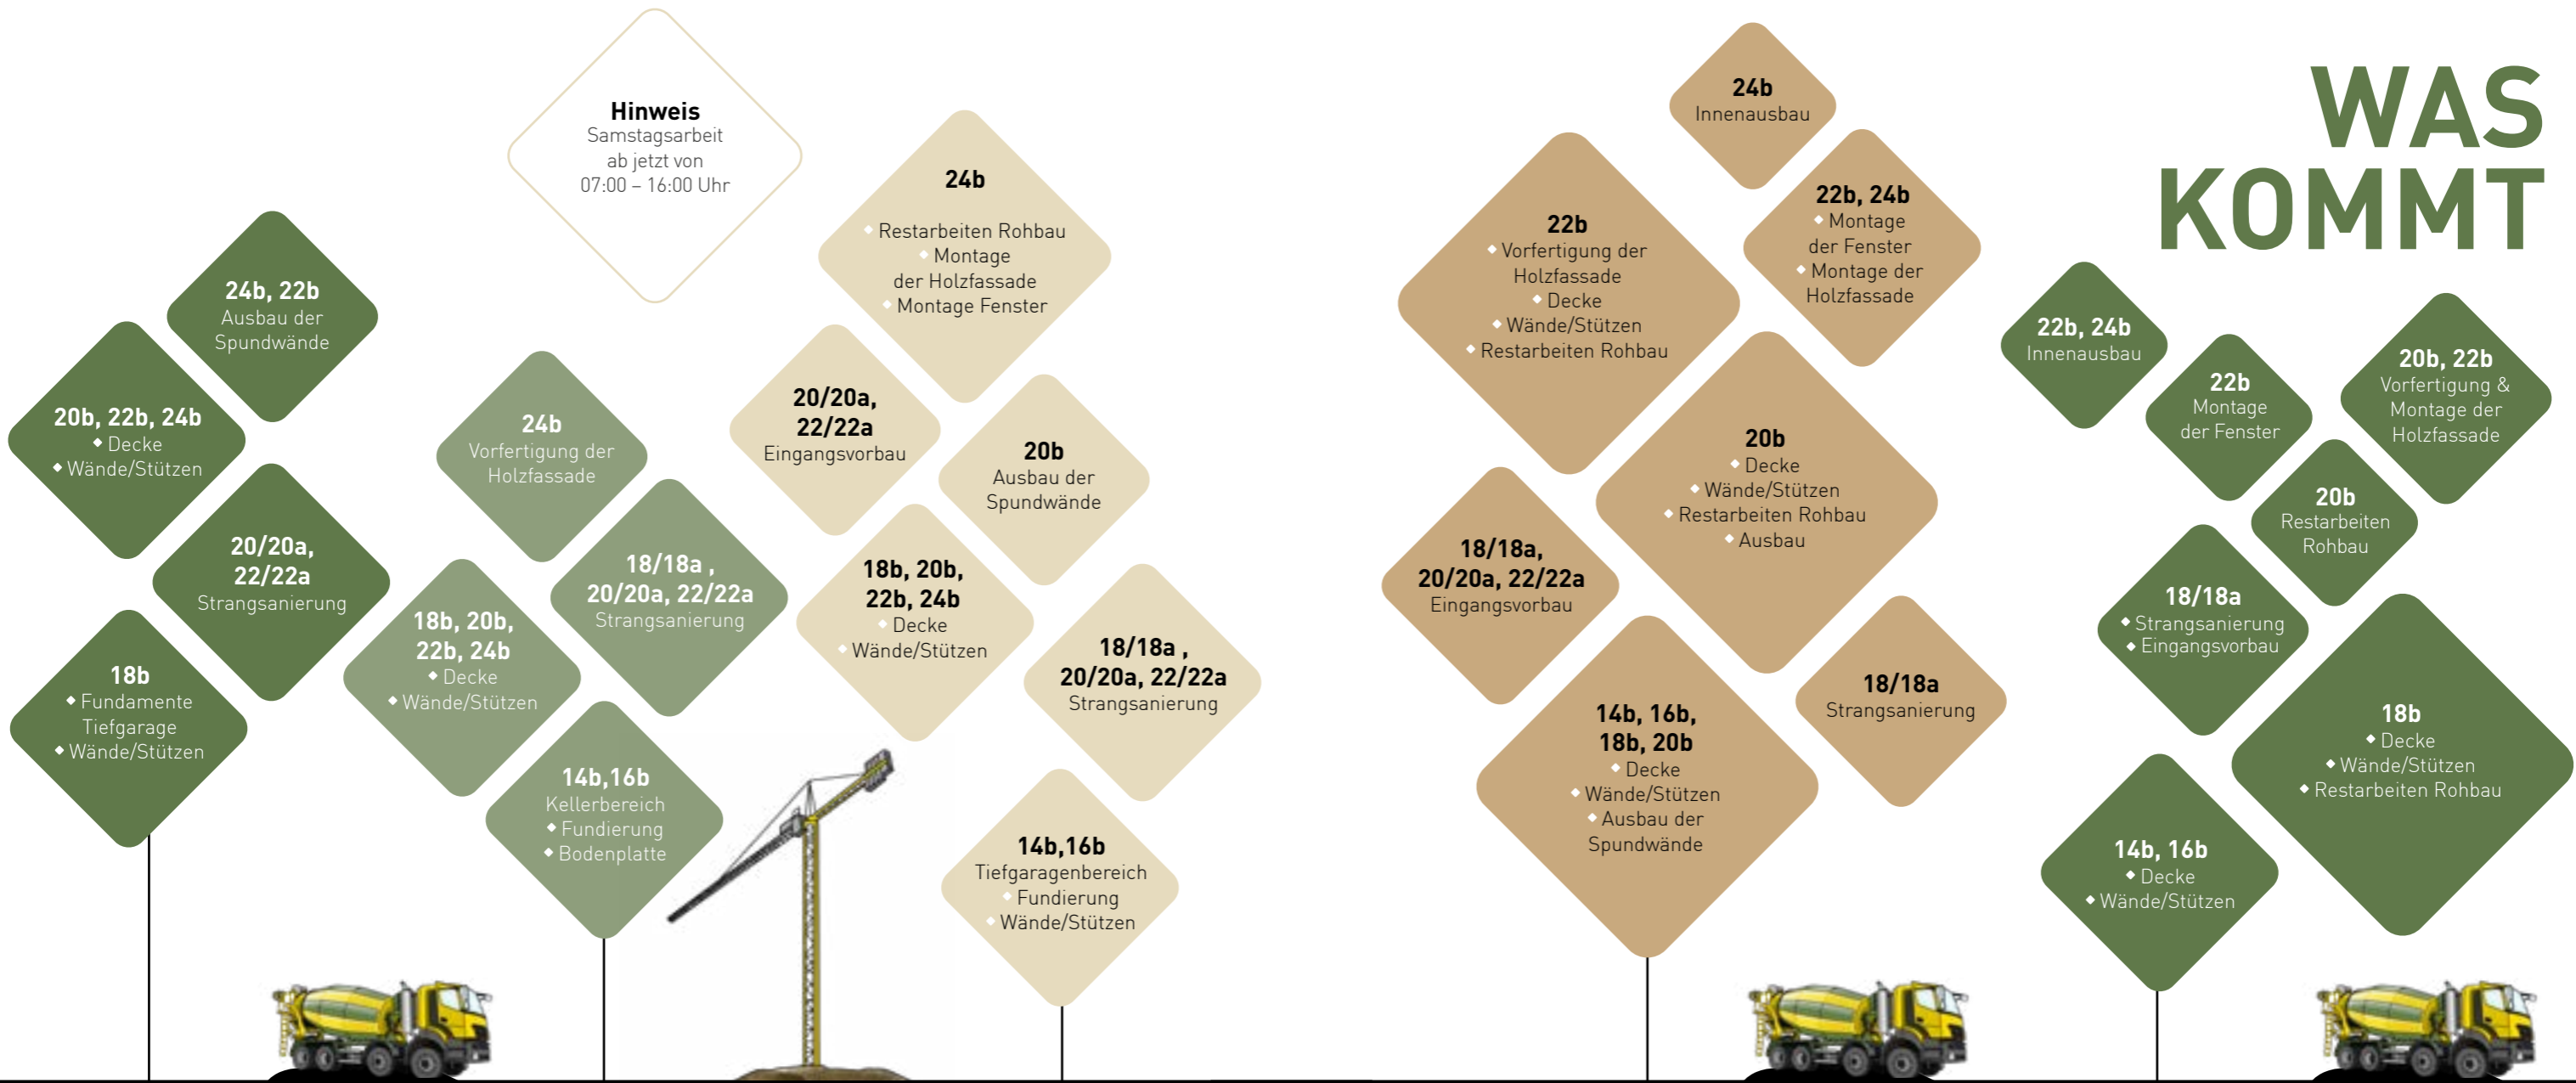 WAS
KOMMT
24b, 22b
Ausbau der
Spundwände
20b, 22b, 24b
◆ Decke
◆ Wände/Stützen
20/20a,
22/22a
Strangsanierung
18b
◆ Fundamente
Tiefgarage
◆ Wände/Stützen
Hinweis
Samstagsarbeit
ab jetzt von
07:00 – 16:00 Uhr
24b
Vorfertigung der
Holzfassade
18/18a ,
20/20a, 22/22a
Strangsanierung
18b, 20b,
22b, 24b
◆ Decke
◆ Wände/Stützen
14b,16b
Kellerbereich
◆ Fundierung
◆ Bodenplatte
24b
◆ Restarbeiten Rohbau
◆ Montage
der Holzfassade
◆ Montage Fenster
20/20a,
22/22a
Eingangsvorbau
20b
Ausbau der
Spundwände
18b, 20b,
22b, 24b
◆ Decke
◆ Wände/Stützen
18/18a ,
20/20a, 22/22a
Strangsanierung
14b,16b
Tiefgaragenbereich
◆ Fundierung
◆ Wände/Stützen
24b
Innenausbau
22b, 24b
◆ Montage
der Fenster
◆ Montage der
Holzfassade
22b
◆ Vorfertigung der
Holzfassade
◆ Decke
◆ Wände/Stützen
◆ Restarbeiten Rohbau
20b
◆ Decke
◆ Wände/Stützen
◆ Restarbeiten Rohbau
◆ Ausbau
18/18a,
20/20a, 22/22a
Eingangsvorbau
18/18a
Strangsanierung
14b, 16b,
18b, 20b
◆ Decke
◆ Wände/Stützen
◆ Ausbau der
Spundwände
22b, 24b
Innenausbau
22b
Montage
der Fenster
20b, 22b
Vorfertigung &
Montage der
Holzfassade
20b
Restarbeiten
Rohbau
18/18a
◆ Strangsanierung
◆ Eingangsvorbau
18b
◆ Decke
◆ Wände/Stützen
◆ Restarbeiten Rohbau
14b, 16b
◆ Decke
◆ Wände/Stützen